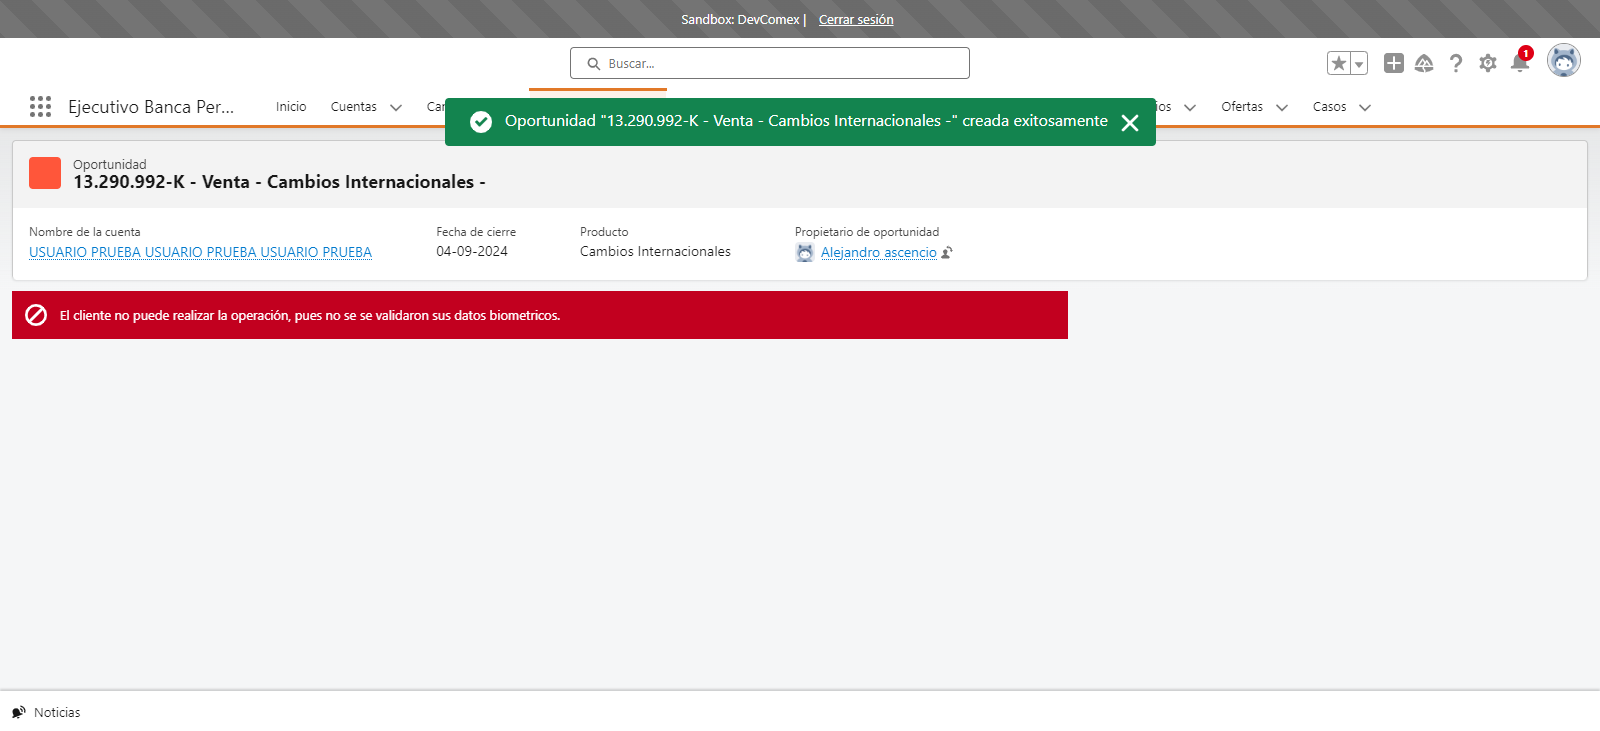 Sandbox: DevComex | Cerrar sesión
Buscar...
1
Ejecutivo Banca Per... Inicio Cuentas Ofertas Casos
Oportunidad "13.290.992-K - Venta - Cambios Internacionales -" creada exitosamente
Oportunidad
13.290.992-K - Venta - Cambios Internacionales -
Nombre de la cuenta Fecha de cierre Producto Propietario de oportunidad
USUARIO PRUEBA USUARIO PRUEBA USUARIO PRUEBA 04-09-2024 Cambios Internacionales Alejandro ascencio
El cliente no puede realizar la operación, pues no se se validaron sus datos biometricos.
Noticias